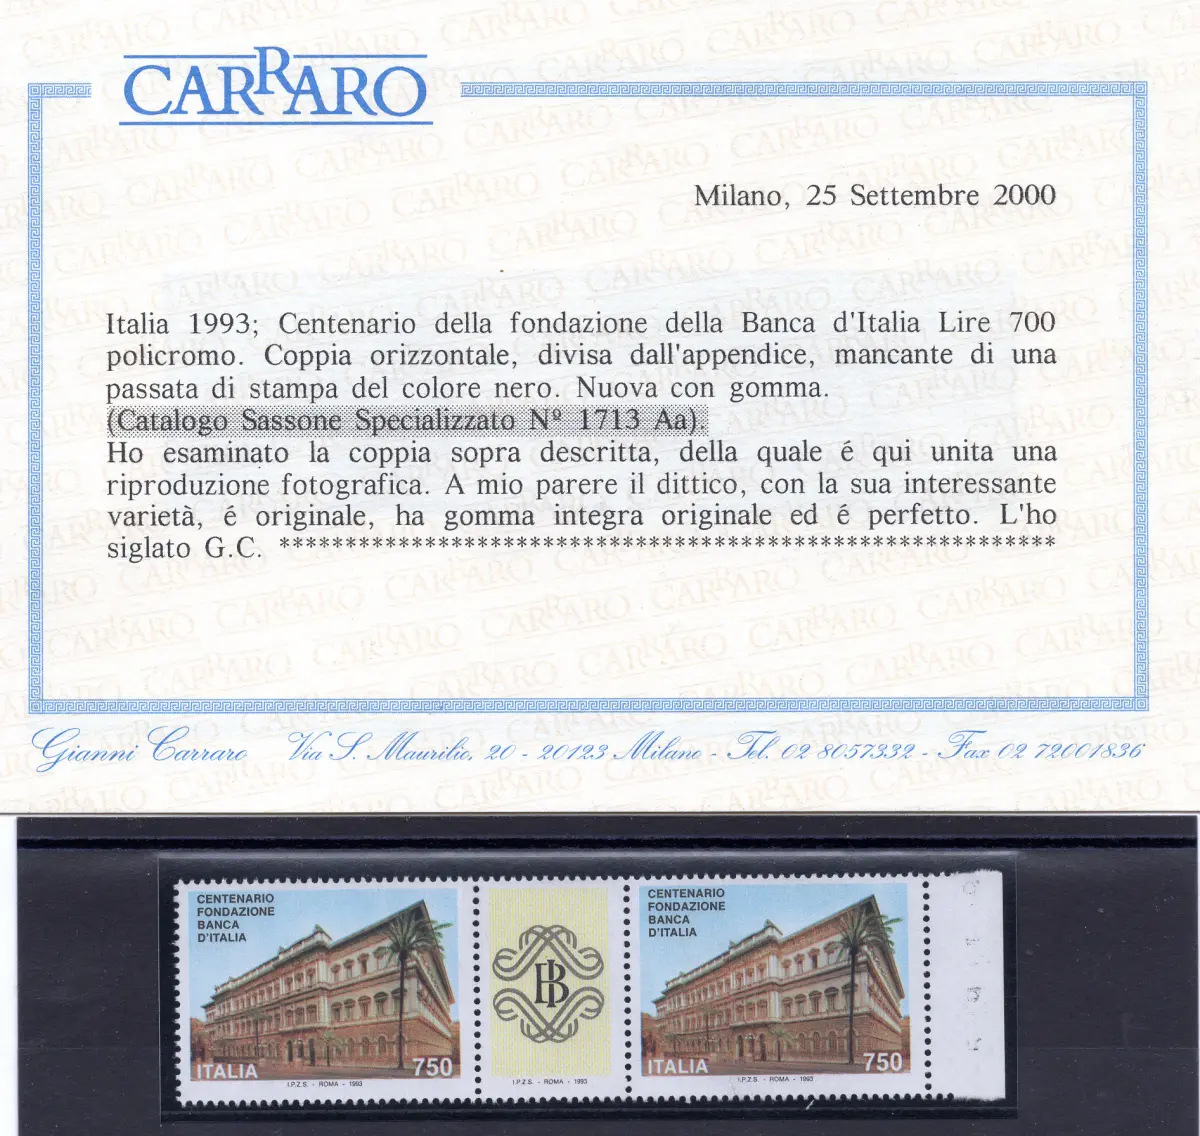 CARRARO
Milano, 25 Settembre 2000
Italia 1993; Centenario della fondazione della Banca d'Italia Lire 700
policromo. Coppia orizzontale, divisa dall'appendice, mancante di una
passata di stampa del colore nero. Nuova con gomma.
(Catalogo Sassone Specializzato Nº 1713 Aa).
Ho esaminato la coppia sopra descritta, della quale é qui unita una
riproduzione fotografica. A mio parere il dittico, con la sua interessante
varietà, é originale, ha gomma integra originale ed é perfetto. L'ho
siglato G.C. ***********************************************************
Gianni Carraro Via S. Maurilio, 20 - 20123 Milano - Tel. 02 8057332 - Fax 02 72001836
CENTENARIO
FONDAZIONE
BANCA
D'ITALIA
ITALIA 750
I.P.Z.S. - ROMA - 1993
BI
I.P.Z.S. - ROMA - 1993
CENTENARIO
FONDAZIONE
BANCA
D'ITALIA
ITALIA 750
I.P.Z.S. - ROMA - 1993